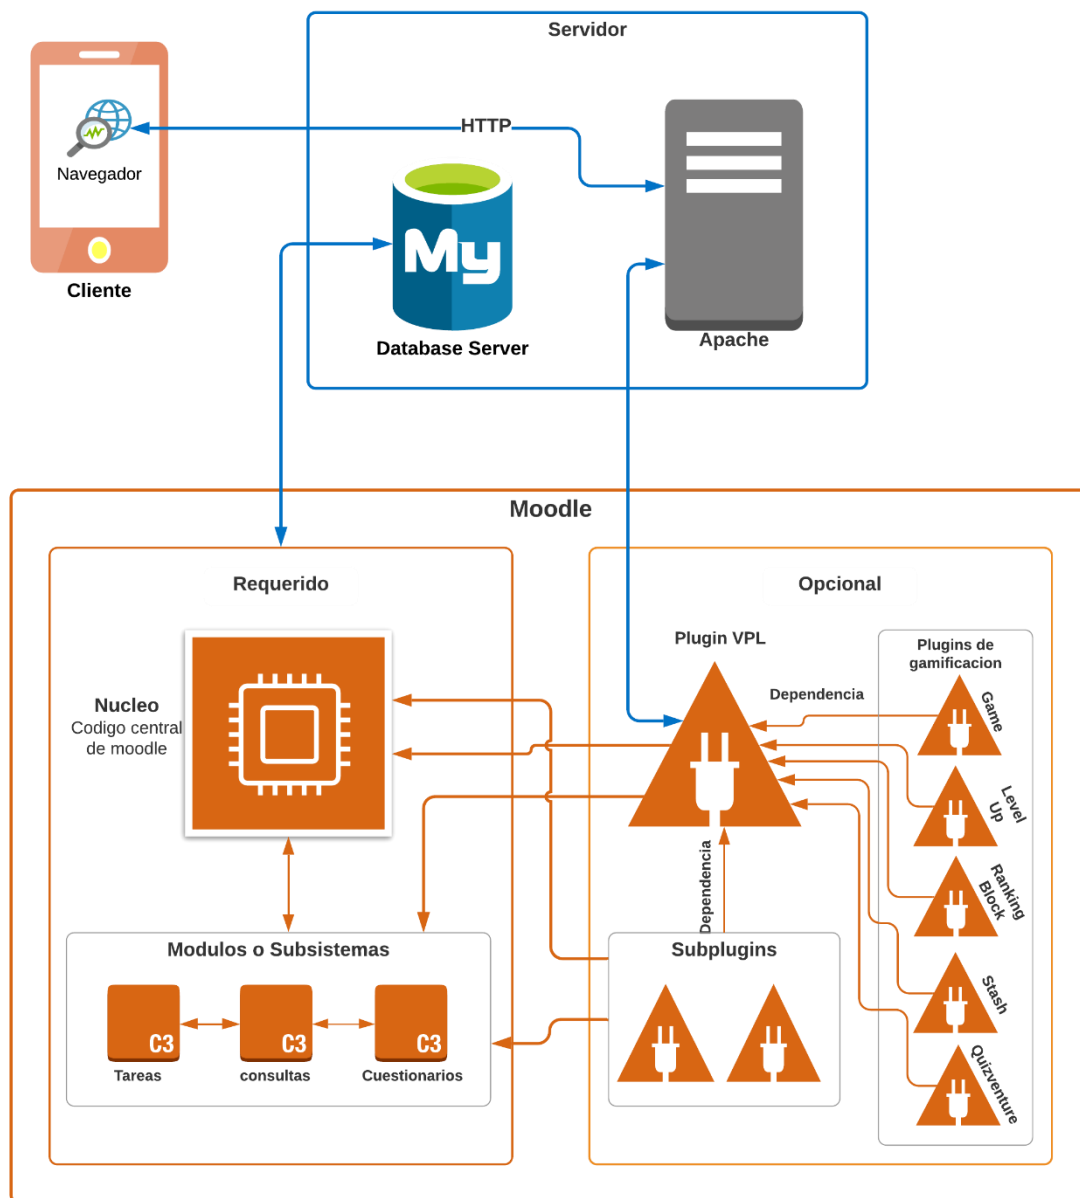 Servidor
HTTP
Navegador
Cliente
My
Database Server
Apache
Moodle
Requerido
Opcional
Nucleo
Codigo central
de moodle
Plugin VPL
Plugins de
gamificacion
Dependencia
Game
Level
Up
Ranking
Block
Stash
Quizventure
Dependencia
Modulos o Subsistemas
C3
C3
C3
Tareas
consultas
Cuestionarios
Subplugins